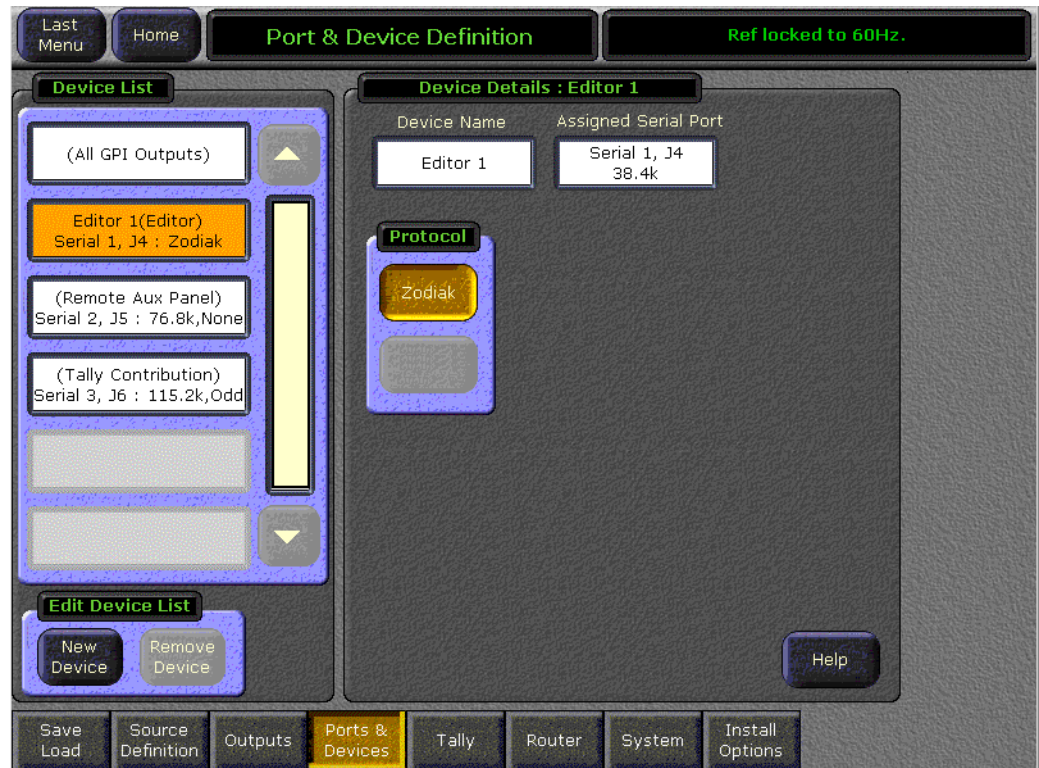 Last
Menu
Home
Port & Device Definition
Ref locked to 60Hz.
Device List
(All GPI Outputs)
Editor 1(Editor)
Serial 1, J4 : Zodiak
(Remote Aux Panel)
Serial 2, J5 : 76.8k,None
(Tally Contribution)
Serial 3, J6 : 115.2k,Odd
Edit Device List
New
Device
Remove
Device
Device Details : Editor 1
Device Name
Editor 1
Assigned Serial Port
Serial 1, J4
38.4k
Protocol
Zodiak
Help
Save
Load
Source
Definition
Outputs
Ports &
Devices
Tally
Router
System
Install
Options